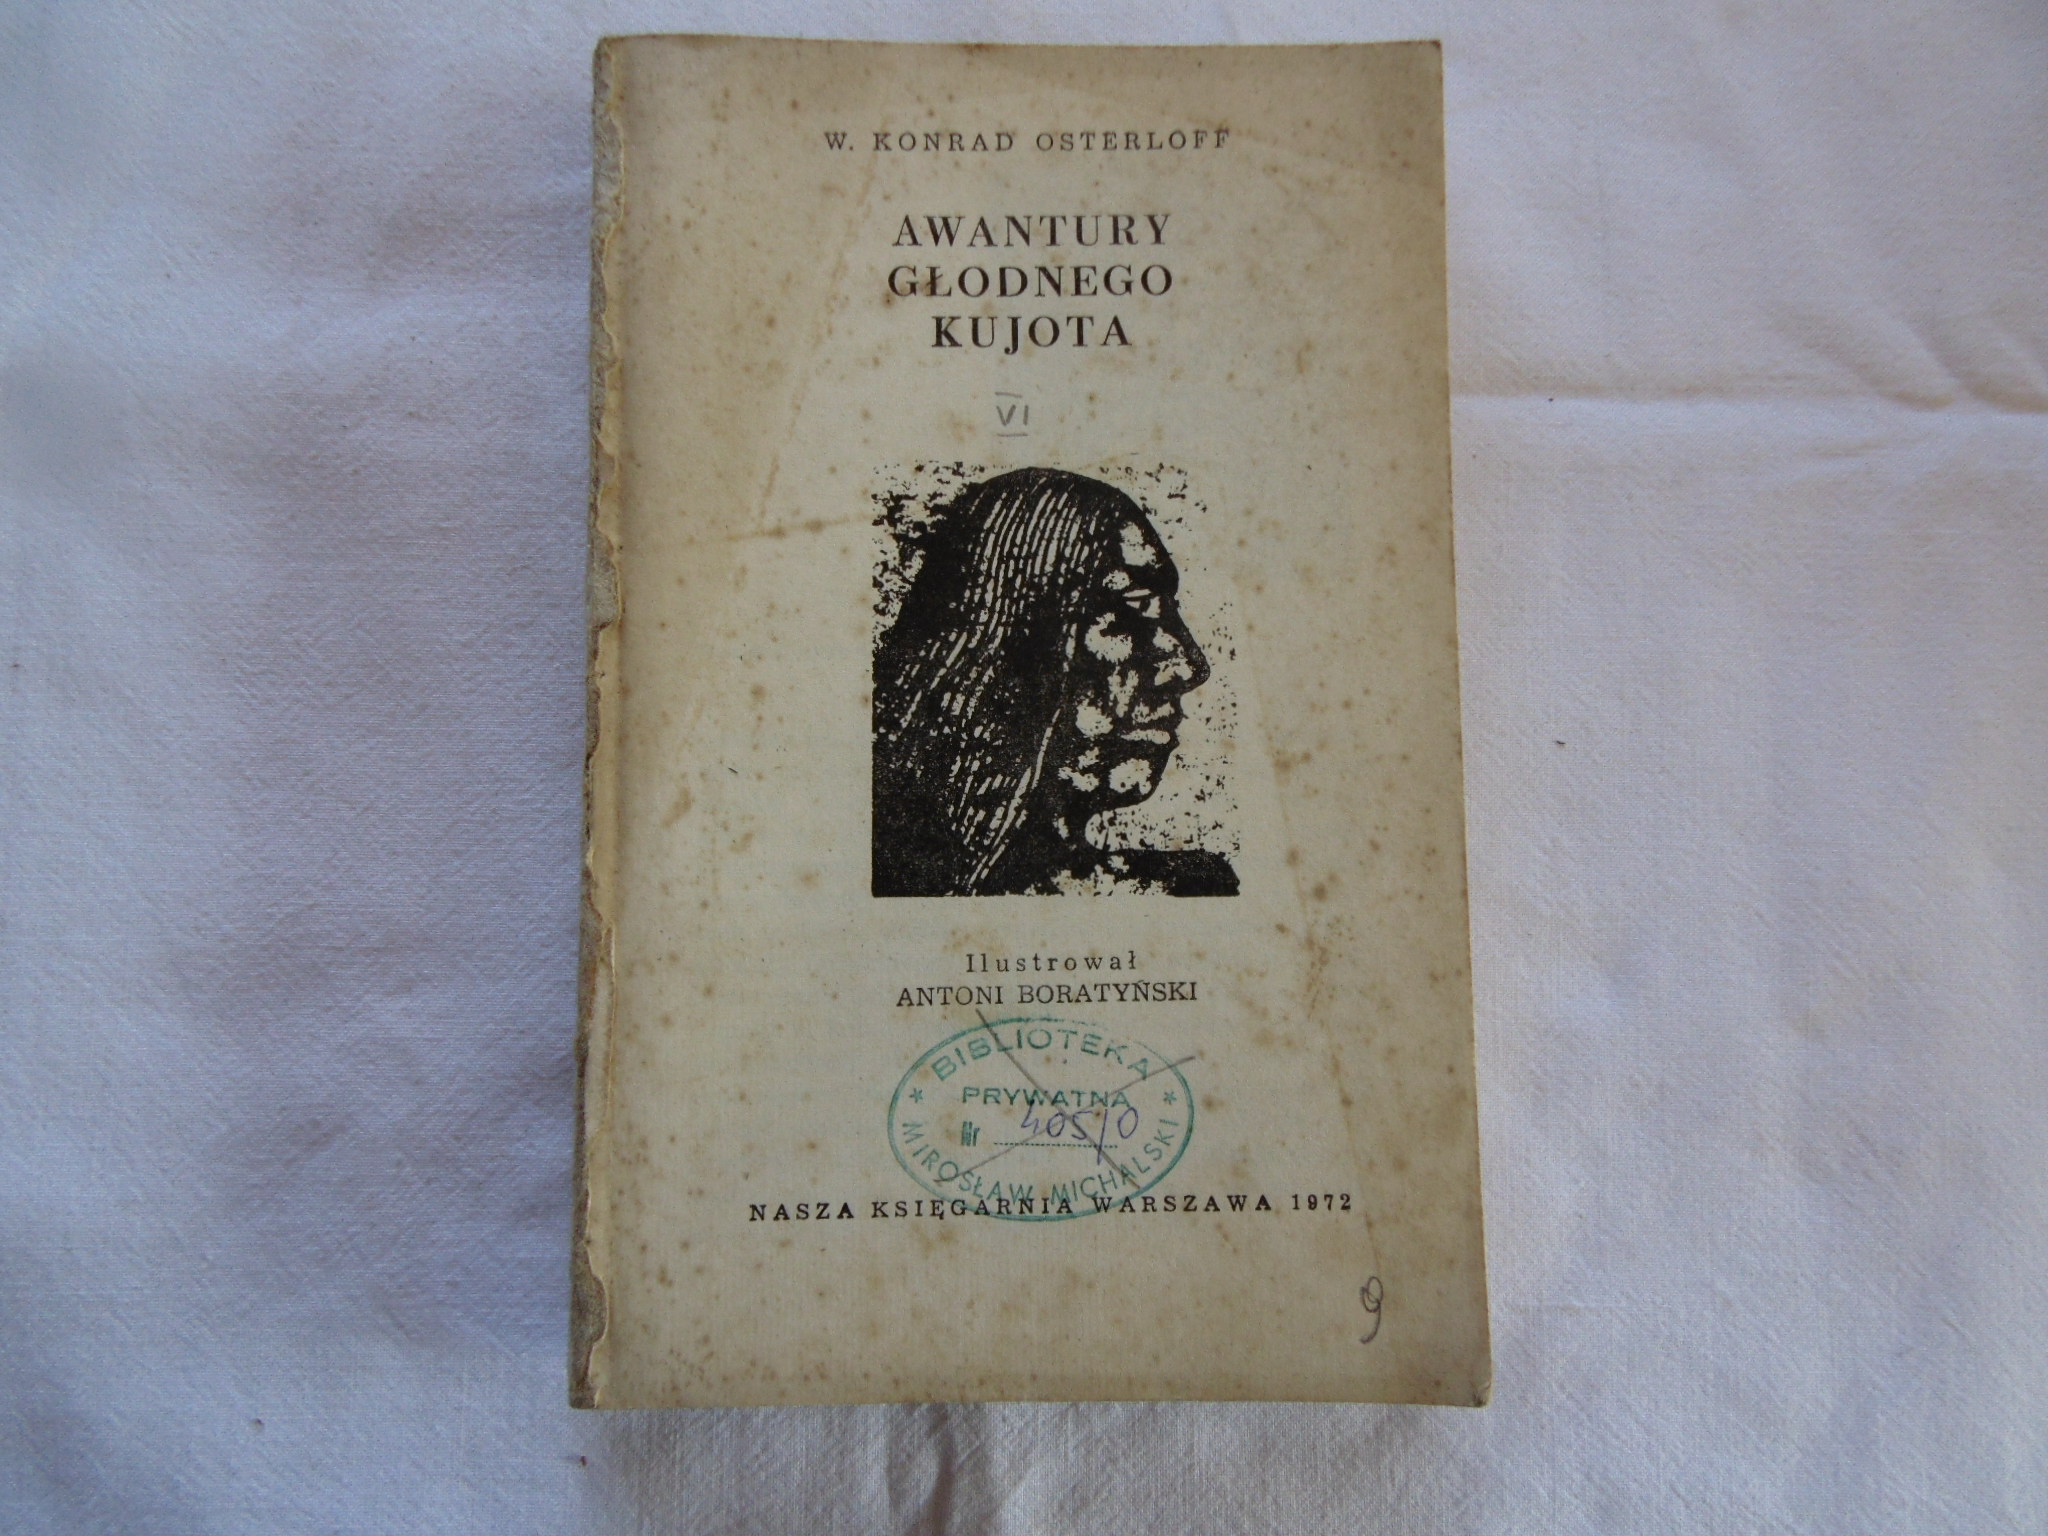 W. KONRAD OSTERLOFF
AWANTURY
GŁODNEGO
KUJOTA
VI
Ilustrował
ANTONI BORATYŃSKI
BIBLIOTEKA
PRYWATNA
Nr 405/0
MIROSŁAW MICHALSKI
NASZA KSIĘGARNIA WARSZAWA 1972